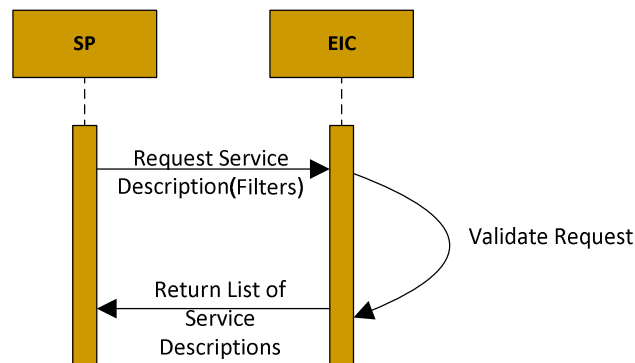 SP
EIC
Request Service
Description(Filters)
Validate Request
Return List of
Service
Descriptions